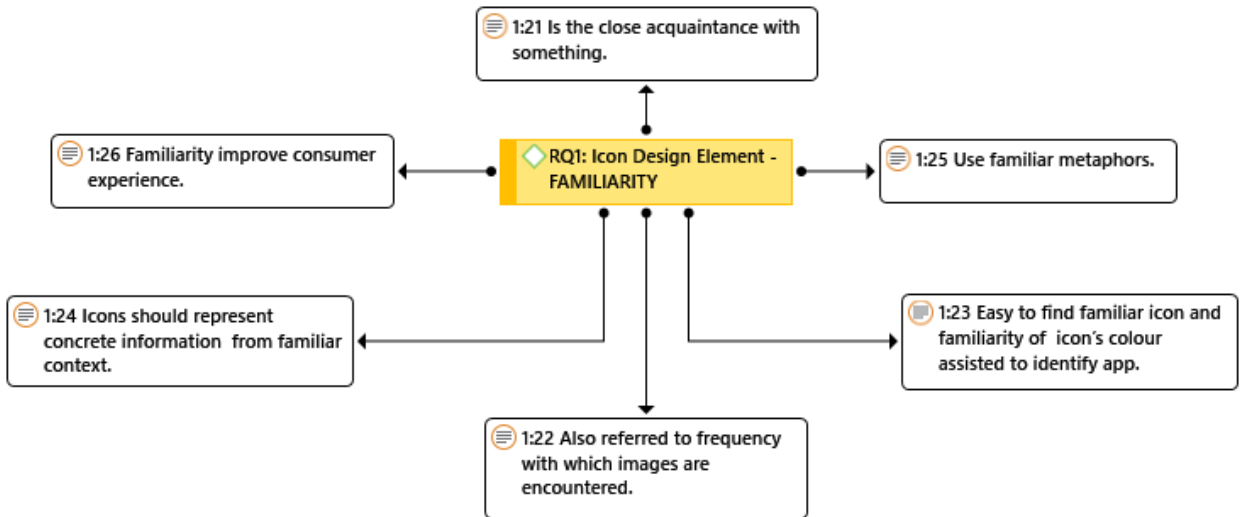 1:21 Is the close acquaintance with
something.
1:26 Familiarity improve consumer
experience.
RQ1: Icon Design Element -
FAMILIARITY
1:25 Use familiar metaphors.
1:24 Icons should represent
concrete information from familiar
context.
1:23 Easy to find familiar icon and
familiarity of icon's colour
assisted to identify app.
1:22 Also referred to frequency
with which images are
encountered.